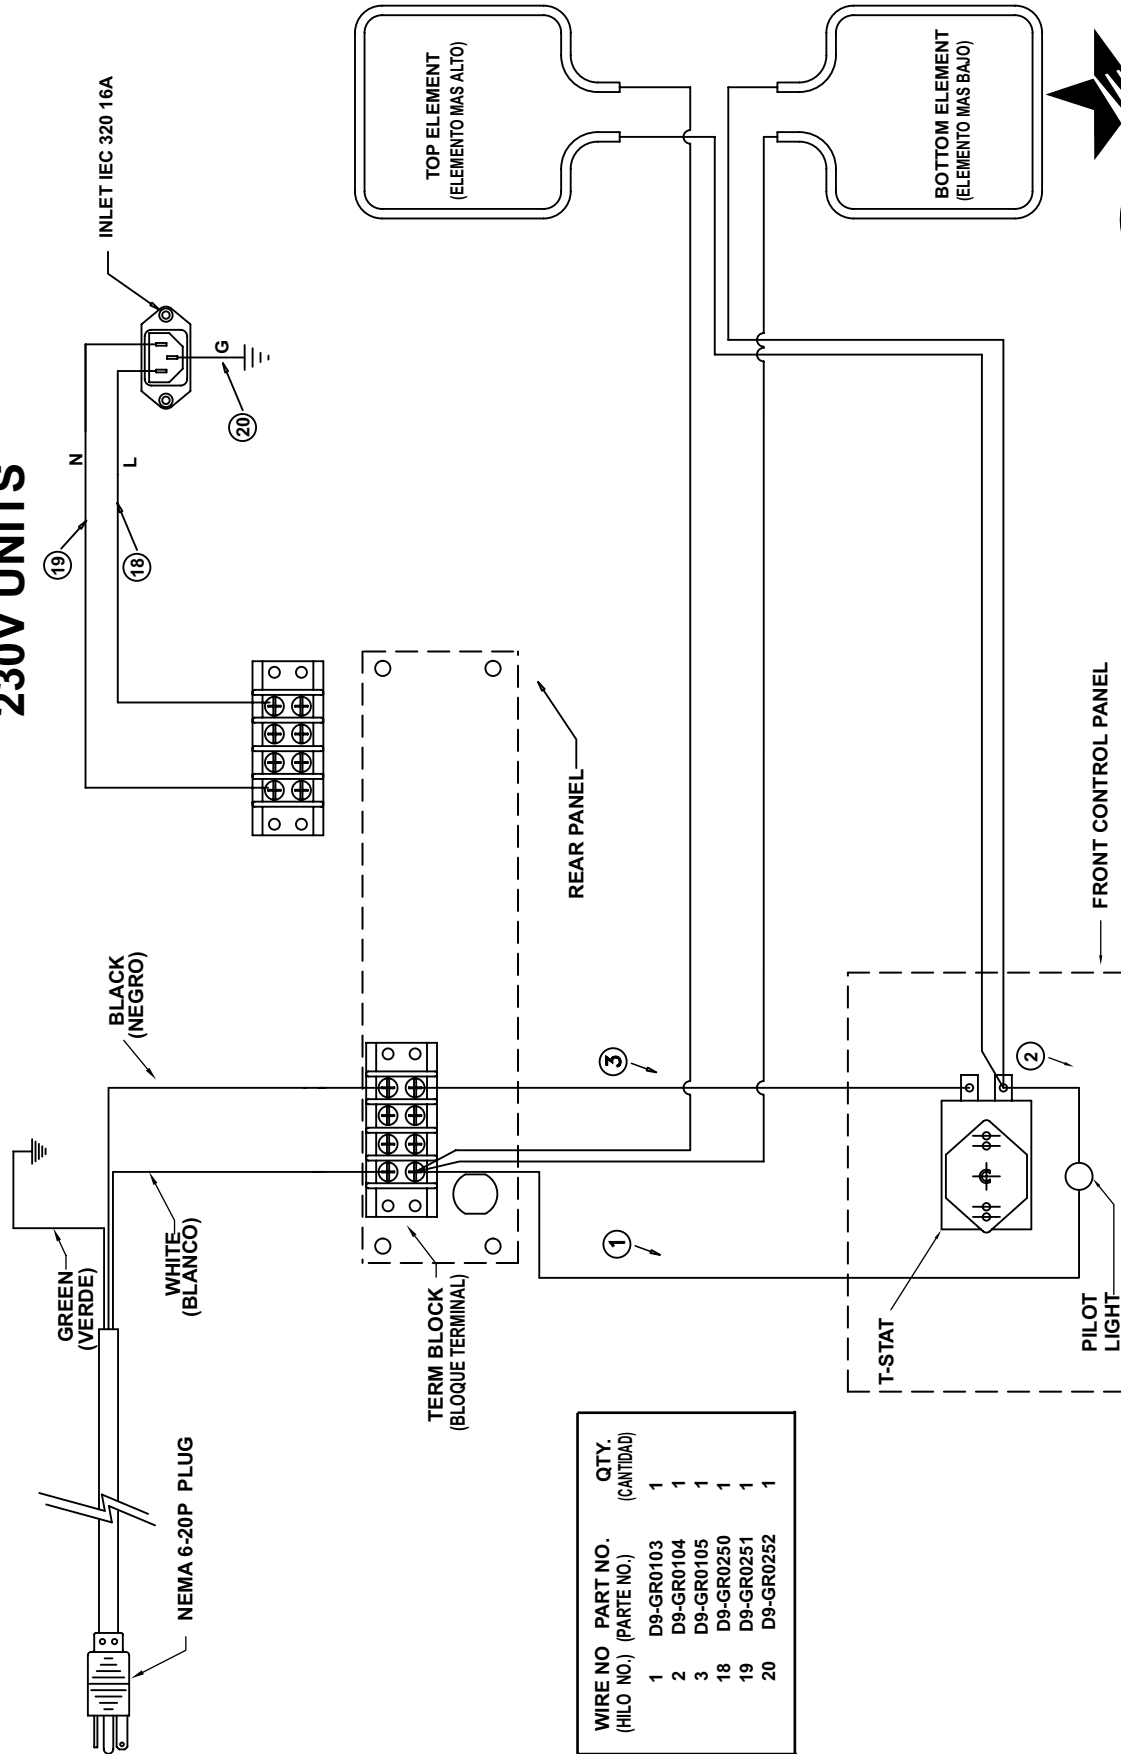 230V UNITS
INLET IEC 320 16A
N
L
G
19
18
20
TOP ELEMENT
(ELEMENTO MAS ALTO)
BOTTOM ELEMENT
(ELEMENTO MAS BAJO)
NEMA 6-20P PLUG
GREEN
(VERDE)
WHITE
(BLANCO)
BLACK
(NEGRO)
TERM BLOCK
(BLOQUE TERMINAL)
REAR PANEL
3
1
2
T-STAT
PILOT
LIGHT
FRONT CONTROL PANEL
WIRE NO PART NO. QTY.
(HILO NO.) (PARTE NO.) (CANTIDAD)
1 D9-GR0103 1
2 D9-GR0104 1
3 D9-GR0105 1
18 D9-GR0250 1
19 D9-GR0251 1
20 D9-GR0252 1